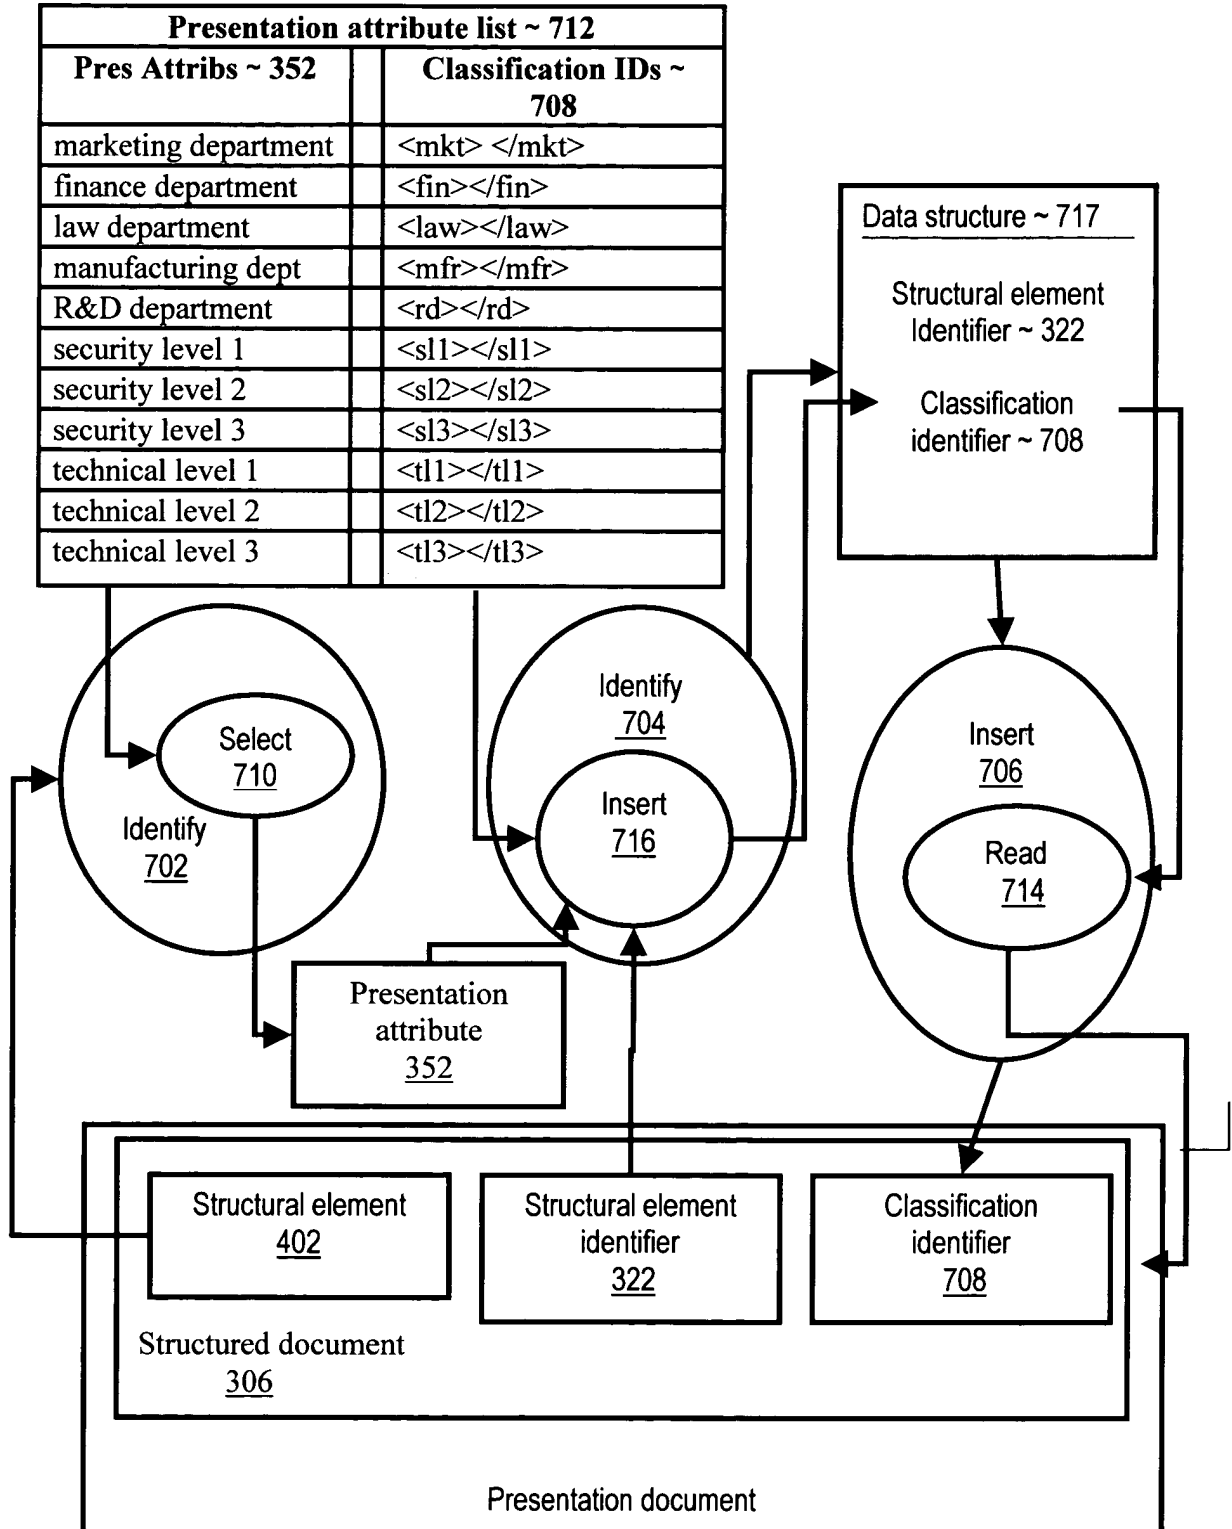 Presentation attribute list ~ 712
Pres Attribs ~ 352
Classification IDs ~
708
marketing department
<mkt> </mkt>
finance department
<fin></fin>
law department
<law></law>
manufacturing dept
<mfr></mfr>
R&D department
<rd></rd>
security level 1
<sl1></sl1>
security level 2
<sl2></sl2>
security level 3
<sl3></sl3>
technical level 1
<tl1></tl1>
technical level 2
<tl2></tl2>
technical level 3
<tl3></tl3>
Data structure ~ 717
Structural element
Identifier ~ 322
Classification
identifier ~ 708
Select
710
Identify
702
Identify
704
Insert
716
Insert
706
Read
714
Presentation
attribute
352
Structural element
402
Structural element
identifier
322
Classification
identifier
708
Structured document
306
Presentation document